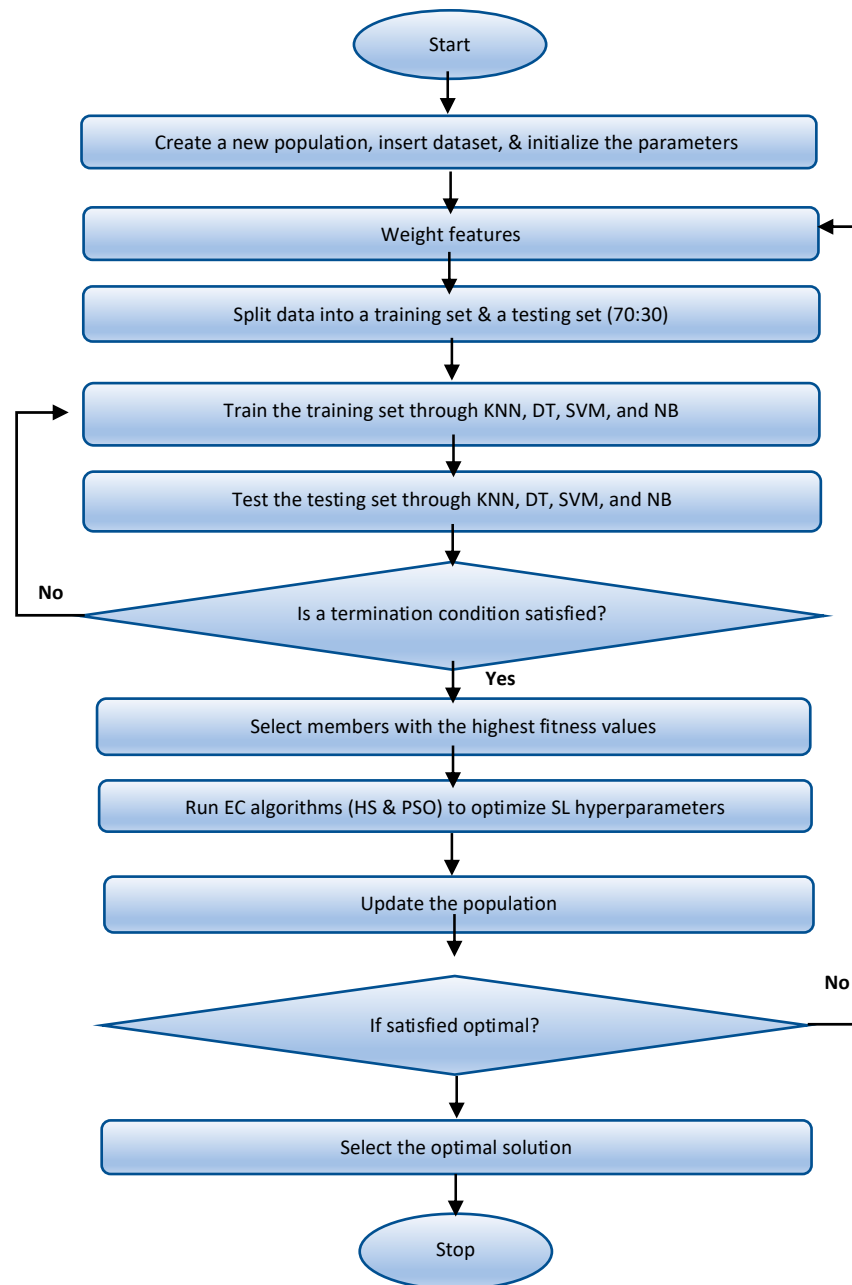 Start
Create a new population, insert dataset, & initialize the parameters
Weight features
Split data into a training set & a testing set (70:30)
Train the training set through KNN, DT, SVM, and NB
Test the testing set through KNN, DT, SVM, and NB
No
Is a termination condition satisfied?
Yes
Select members with the highest fitness values
Run EC algorithms (HS & PSO) to optimize SL hyperparameters
Update the population
No
If satisfied optimal?
Select the optimal solution
Stop